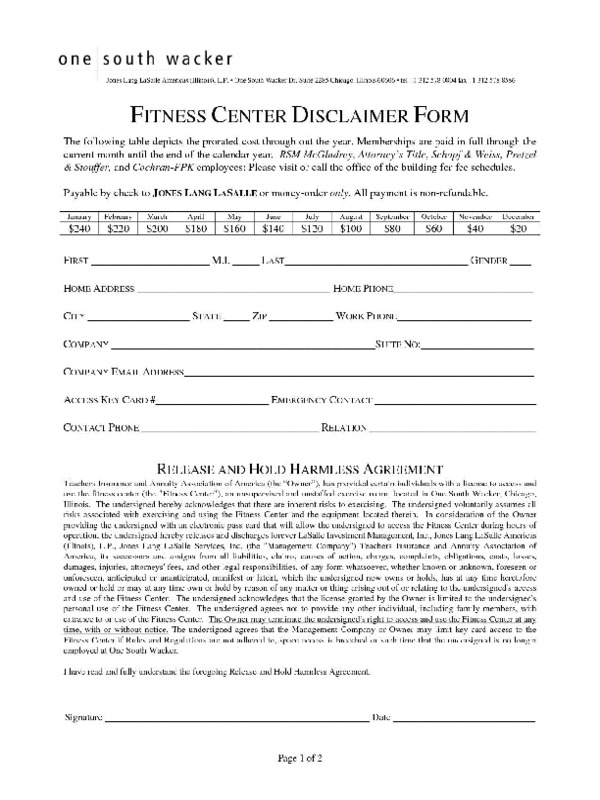 one south wacker
Jones Lang LaSalle Americas (Illinois), L.P. • One South Wacker Dr. Suite 2285 Chicago, Illinois 60606 • tel 312 578 0804 fax 312 578 8586
FITNESS CENTER DISCLAIMER FORM
The following table depicts the prorated cost through out the year. Memberships are paid in full through the
current month until the end of the calendar year. RSM McGladrey, Attorney's Title, Schopf & Weiss, Pretzel
& Stouffer, and Cochran-FPK employees: Please visit or call the office of the building for fee schedules.
Payable by check to JONES LANG LASALLE or money-order only. All payment is non-refundable.
January February March April May June July August September October November December
$240 $220 $200 $180 $160 $140 $120 $100 $80 $60 $40 $20
FIRST M.I. LAST GENDER
HOME ADDRESS HOME PHONE
CITY STATE ZIP WORK PHONE
COMPANY SUITE NO:
COMPANY EMAIL ADDRESS
ACCESS KEY CARD # EMERGENCY CONTACT
CONTACT PHONE RELATION
RELEASE AND HOLD HARMLESS AGREEMENT
Teachers Insurance and Annuity Association of America (the "Owner"), has provided certain individuals with a license to access and
use the fitness center (the "Fitness Center"), an unsupervised and unstaffed exercise room, located in One South Wacker, Chicago,
Illinois. The undersigned hereby acknowledges that there are inherent risks to exercising. The undersigned voluntarily assumes all
risks associated with exercising and using the Fitness Center and the equipment located therein. In consideration of the Owner
providing the undersigned with an electronic pass card that will allow the undersigned to access the Fitness Center during hours of
operation, the undersigned hereby releases and discharges forever LaSalle Investment Management, Inc., Jones Lang LaSalle Americas
(Illinois), L.P., Jones Lang LaSalle Services, Inc. (the "Management Company") Teachers Insurance and Annuity Association of
America, its successors and assigns from all liabilities, claims, causes of action, charges, complaints, obligations, costs, losses,
damages, injuries, attorneys' fees, and other legal responsibilities, of any form whatsoever, whether known or unknown, foreseen or
unforeseen, anticipated or unanticipated, manifest or latent, which the undersigned now owns or holds, has at any time heretofore
owned or held or may at any time own or hold by reason of any matter or thing arising out of or relating to the undersigned's access
and use of the Fitness Center. The undersigned acknowledges that the license granted by the Owner is limited to the undersigned's
personal use of the Fitness Center. The undersigned agrees not to provide any other individual, including family members, with
entrance to or use of the Fitness Center. The Owner may terminate the undersigned's right to access and use the Fitness Center at any
time, with or without notice. The undersigned agrees that the Management Company or Owner may limit key card access to the
Fitness Center if Rules and Regulations are not adhered to, space access is breached or such time that the undersigned is no longer
employed at One South Wacker.
I have read and fully understand the foregoing Release and Hold Harmless Agreement.
Signature Date
Page 1 of 2